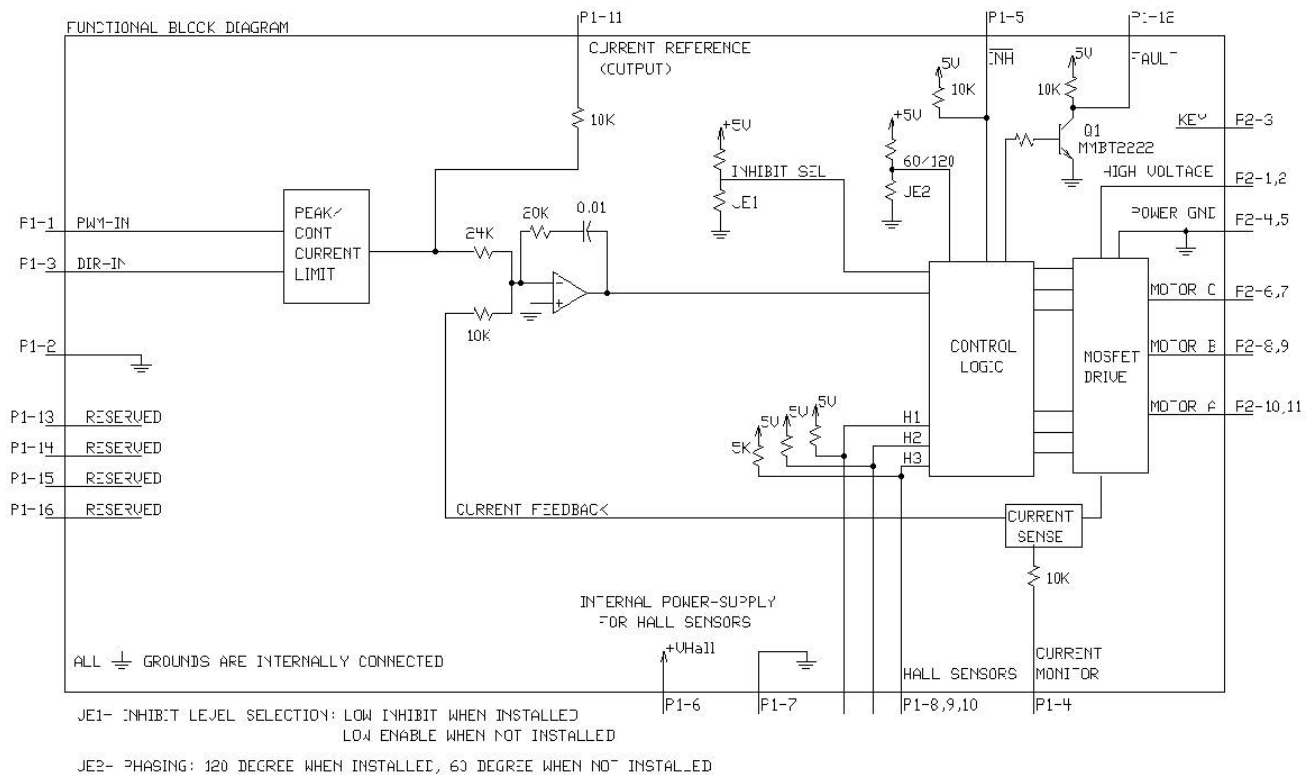 FUNCTIONAL BLOCK DIAGRAM
P1-11
CURRENT REFERENCE
(OUTPUT)
10K
P1-5
INH
5V
10K
P1-12
FAULT
5V
10K
Q1
MMBT2222
KEY P2-3
HIGH VOLTAGE P2-1,2
POWER GND P2-4,5
+5V
INHIBIT SEL
JE1
+5V
60/120
JE2
P1-1 PWM-IN
P1-3 DIR-IN
PEAK/
CONT
CURRENT
LIMIT
24K
20K
0.01
-
+
10K
P1-2
CONTROL
LOGIC
MOSFET
DRIVE
MOTOR C P2-6,7
MOTOR B P2-8,9
MOTOR A P2-10,11
P1-13 RESERVED
P1-14 RESERVED
P1-15 RESERVED
P1-16 RESERVED
5V
5V
5V
5K
H1
H2
H3
CURRENT FEEDBACK
CURRENT
SENSE
10K
INTERNAL POWER-SUPPLY
FOR HALL SENSORS
+VHall
ALL GROUNDS ARE INTERNALLY CONNECTED
HALL SENSORS
CURRENT
MONITOR
P1-6
P1-7
P1-8,9,10
P1-4
JE1- INHIBIT LEVEL SELECTION: LOW INHIBIT WHEN INSTALLED
LOW ENABLE WHEN NOT INSTALLED
JE2- PHASING: 120 DEGREE WHEN INSTALLED, 60 DEGREE WHEN NOT INSTALLED